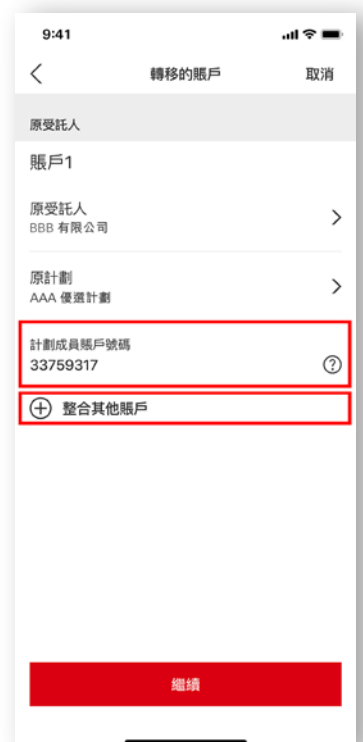 9:41
轉移的賬戶
取消
原受託人
賬戶1
原受託人
BBB 有限公司
原計劃
AAA 優選計劃
計劃成員賬戶號碼
33759317
?
整合其他賬戶
繼續